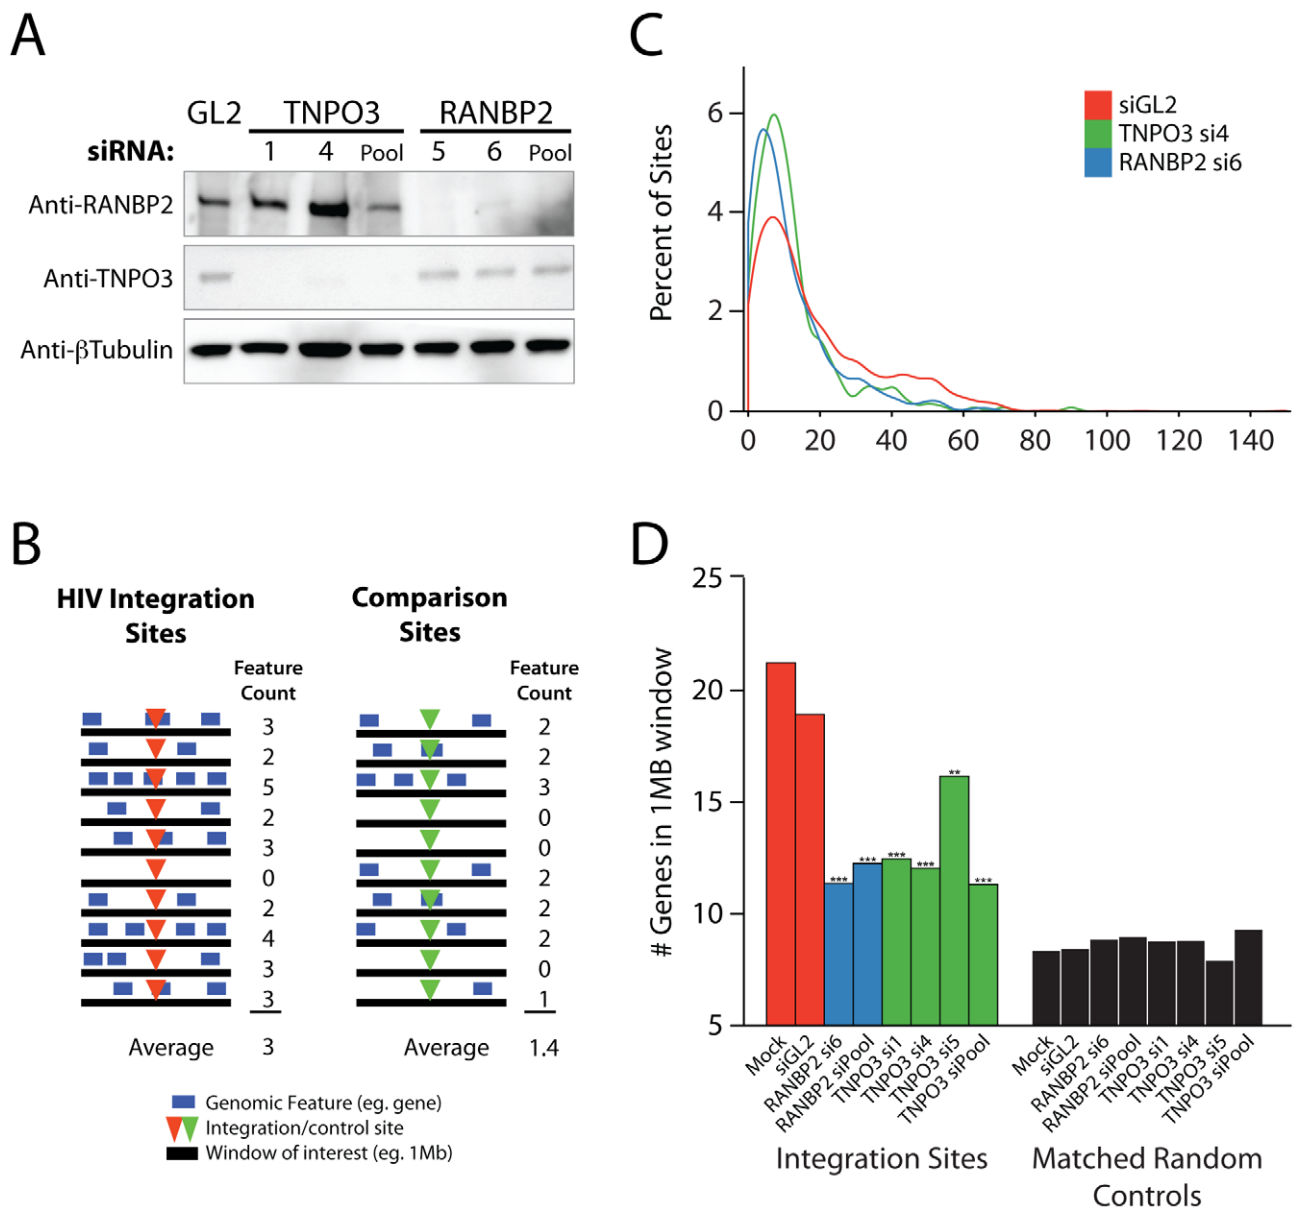 A
GL2 TNPO3 RANBP2
siRNA: 1 4 Pool 5 6 Pool
Anti-RANBP2
Anti-TNPO3
Anti-βTubulin
B
HIV Integration
Sites
Feature
Count
3
2
5
2
3
0
2
4
3
3
Average 3
Comparison
Sites
Feature
Count
2
2
3
0
0
2
2
2
0
1
Average 1.4
Genomic Feature (eg. gene)
Integration/control site
Window of interest (eg. 1Mb)
C
Percent of Sites
6
4
2
0
0 20 40 60 80 100 120 140
siGL2
TNPO3 si4
RANBP2 si6
D
# Genes in 1MB window
25
20
15
10
5
*** *** *** *** ** ***
Mock
siGL2
RANBP2 si6
RANBP2 siPool
TNPO3 si1
TNPO3 si4
TNPO3 si5
TNPO3 siPool
Integration Sites
Mock
siGL2
RANBP2 si6
RANBP2 siPool
TNPO3 si1
TNPO3 si4
TNPO3 si5
TNPO3 siPool
Matched Random
Controls